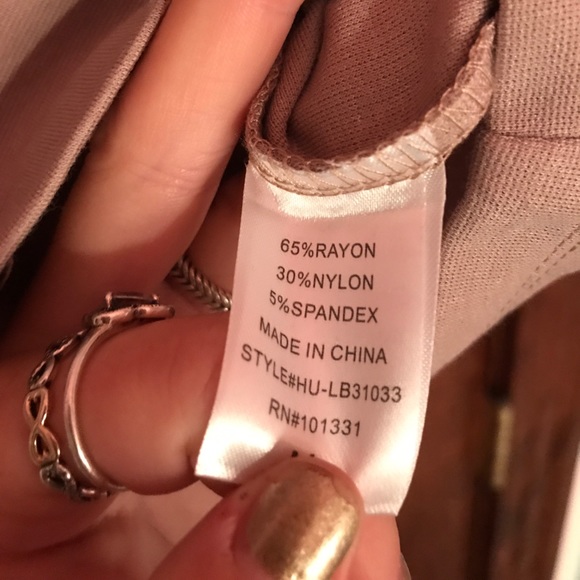 65%RAYON
30%NYLON
5%SPANDEX
MADE IN CHINA
STYLE#HU-LB31033
RN#101331